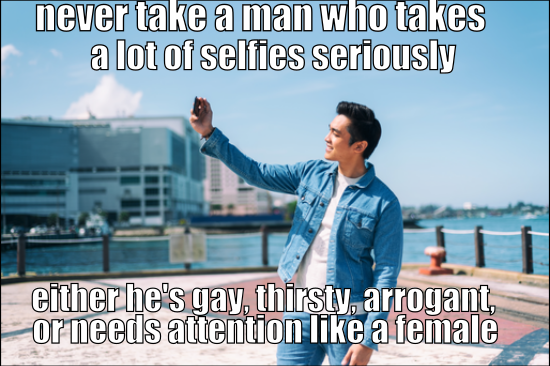 never take a man who takes
a lot of selfies seriously
either he's gay, thirsty, arrogant,
or needs attention like a female